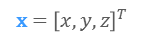 x = [x, y, z]^T